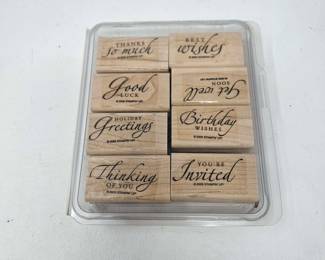 THANKS
so much
BEST
wishes
Good
LUCK
Get well
SOON
HOLIDAY
Greetings
Birthday
WISHES
Thinking
OF YOU
YOU'RE
Invited